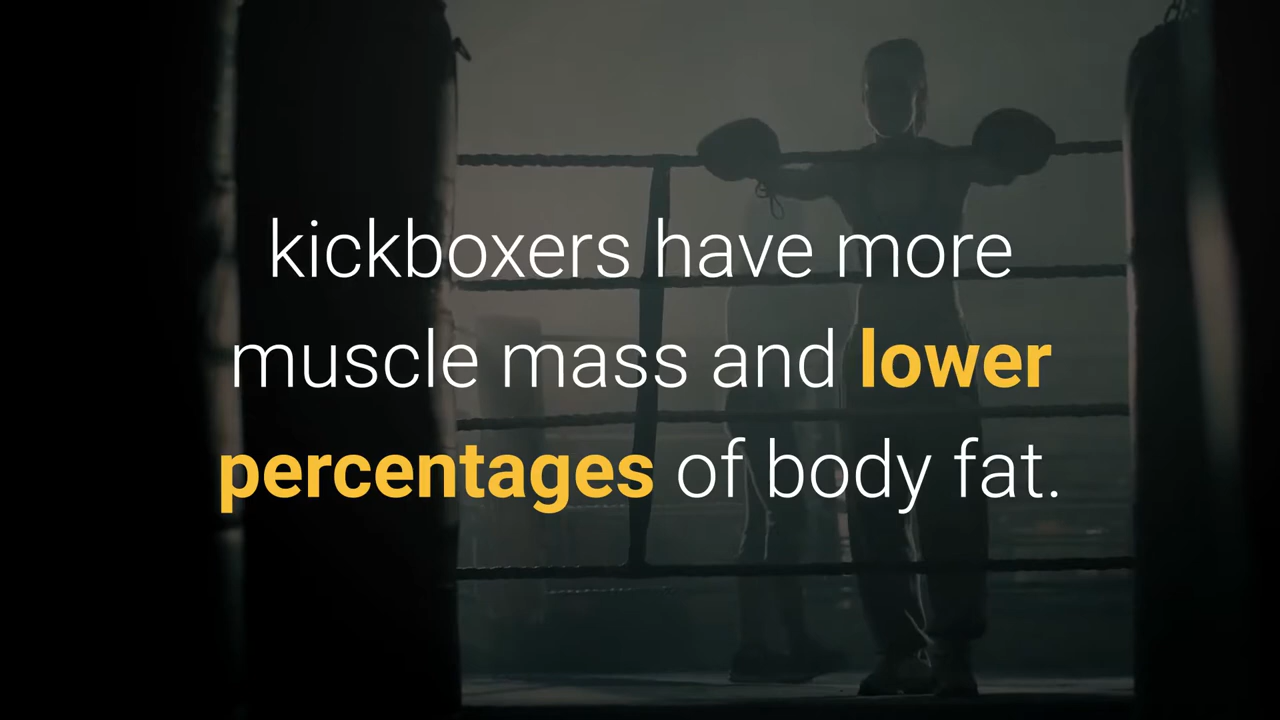 kickboxers have more
muscle mass and lower
percentages of body fat.